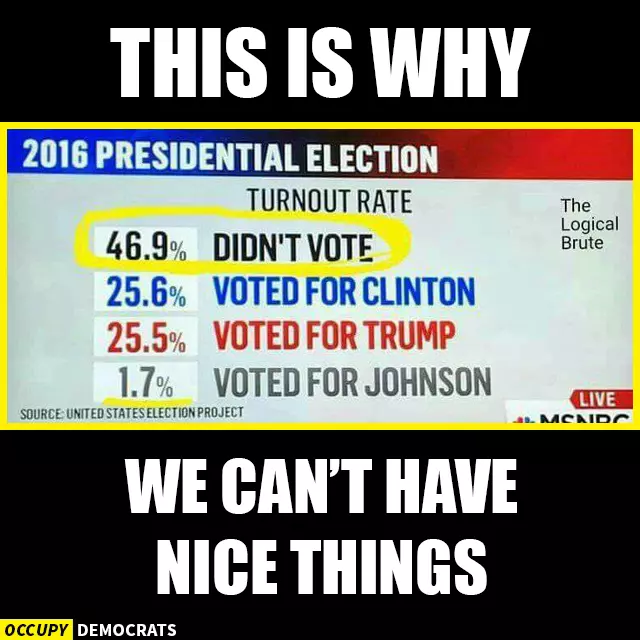 THIS IS WHY
2016 PRESIDENTIAL ELECTION
TURNOUT RATE
The
Logical
Brute
46.9% DIDN'T VOTE
25.6% VOTED FOR CLINTON
25.5% VOTED FOR TRUMP
1.7% VOTED FOR JOHNSON
LIVE
MSNBC
SOURCE: UNITED STATES ELECTION PROJECT
WE CAN'T HAVE
NICE THINGS
OCCUPY DEMOCRATS